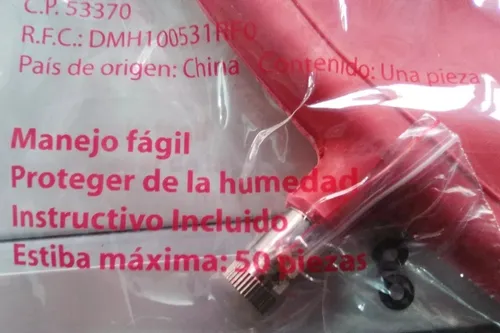 C.P. 53370
R.F.C.: DMH100531RF0
País de origen: China Contenido: Una pieza
Manejo fágil
Proteger de la humedad
Instructivo Incluido
Estiba máxima: 50 piezas